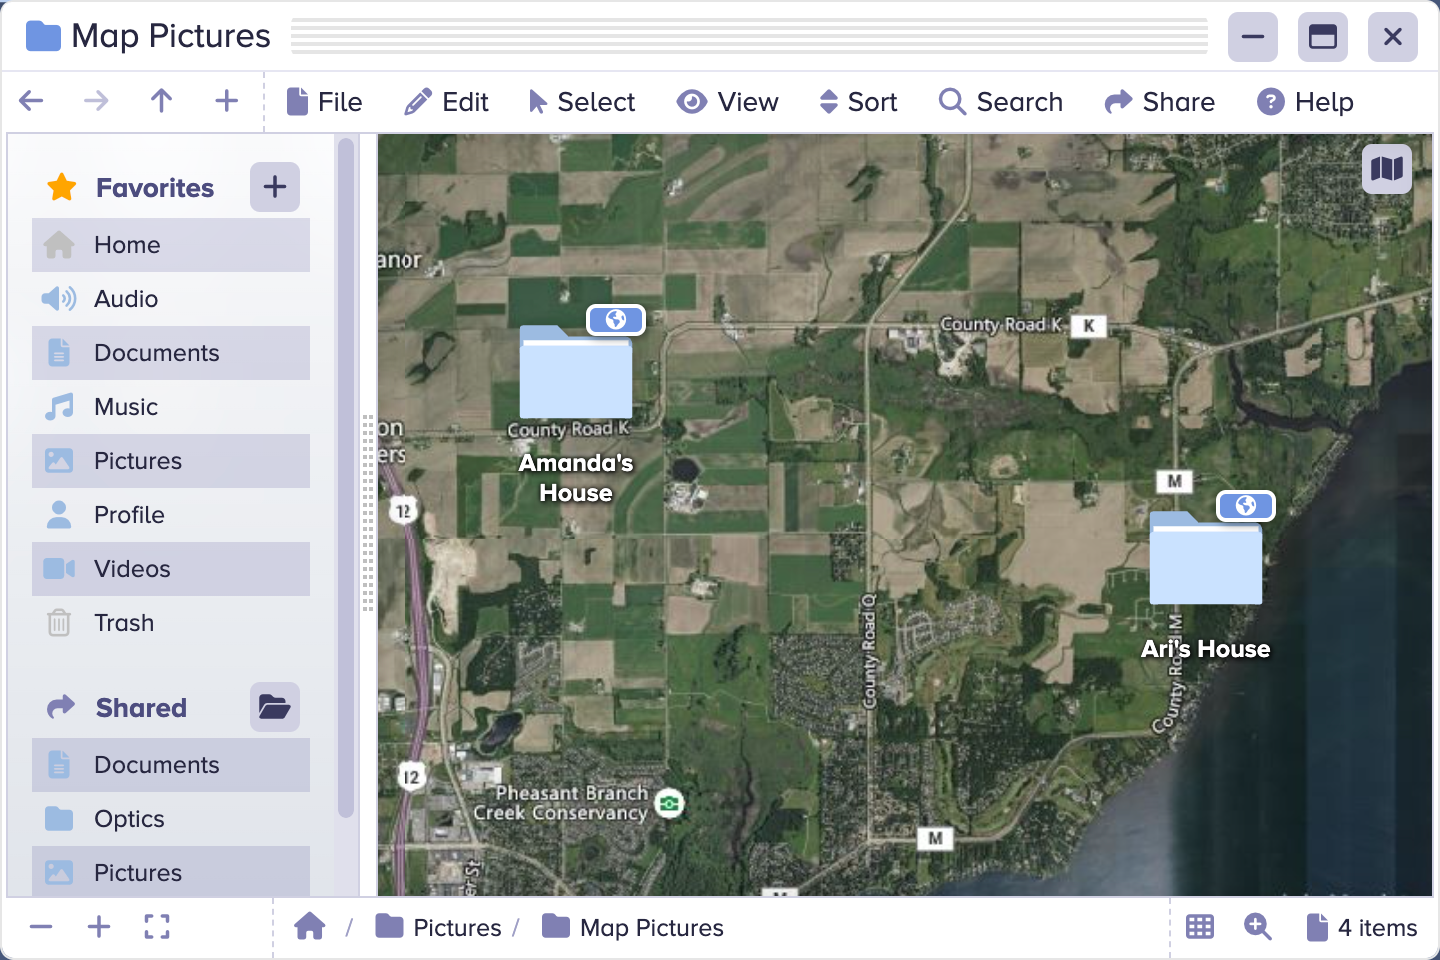 Map Pictures
File
Edit
Select
View
Sort
Search
Share
Help
Favorites
Home
Audio
Documents
Music
Pictures
Profile
Videos
Trash
Shared
Documents
Optics
Pictures
anor
County Road K
K
County Road K
Amanda's
House
on
ers
12
M
Ari's House
County Road Q
County Road M
12
Pheasant Branch
Creek Conservancy
M
er St
/
Pictures
/
Map Pictures
4 items